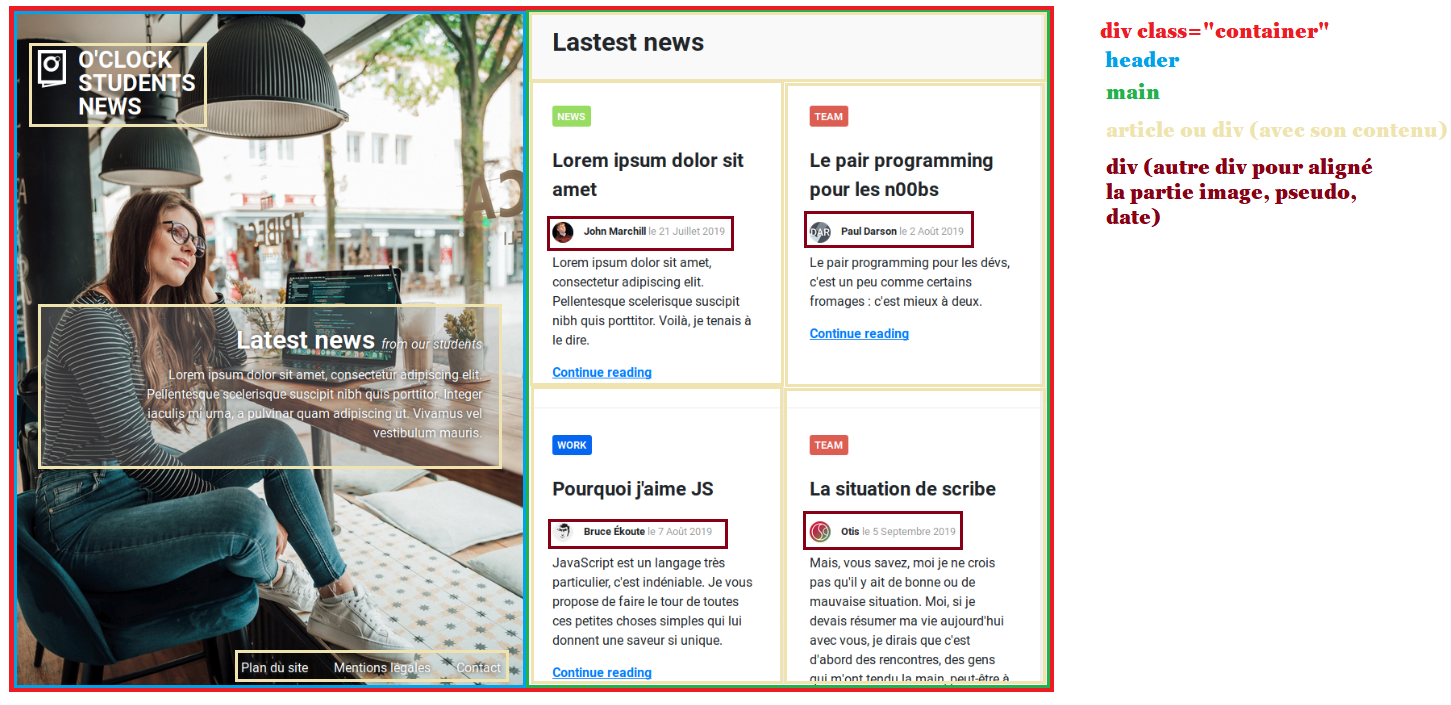 O'CLOCK
STUDENTS
NEWS
Latest news from our students
Lorem ipsum dolor sit amet, consectetur adipiscing elit.
Pellentesque scelerisque suscipit nibh quis porttitor. Integer
iaculis mi urna, a pulvinar quam adipiscing ut. Vivamus vel
vestibulum mauris.
Plan du site Mentions légales Contact
Lastest news
NEWS
Lorem ipsum dolor sit
amet
John Marchill le 21 Juillet 2019
Lorem ipsum dolor sit amet,
consectetur adipiscing elit.
Pellentesque scelerisque suscipit
nibh quis porttitor. Voilà, je tenais à
le dire.
Continue reading
TEAM
Le pair programming
pour les n00bs
DAR
Paul Darson le 2 Août 2019
Le pair programming pour les dévs,
c'est un peu comme certains
fromages : c'est mieux à deux.
Continue reading
WORK
Pourquoi j'aime JS
Bruce Ékoute le 7 Août 2019
JavaScript est un langage très
particulier, c'est indéniable. Je vous
propose de faire le tour de toutes
ces petites choses simples qui lui
donnent une saveur si unique.
Continue reading
TEAM
La situation de scribe
Otis le 5 Septembre 2019
Mais, vous savez, moi je ne crois
pas qu'il y ait de bonne ou de
mauvaise situation. Moi, si je
devais résumer ma vie aujourd'hui
avec vous, je dirais que c'est
d'abord des rencontres, des gens
qui m'ont tendu la main, peut-être à
div class="container"
header
main
article ou div (avec son contenu)
div (autre div pour aligné
la partie image, pseudo,
date)